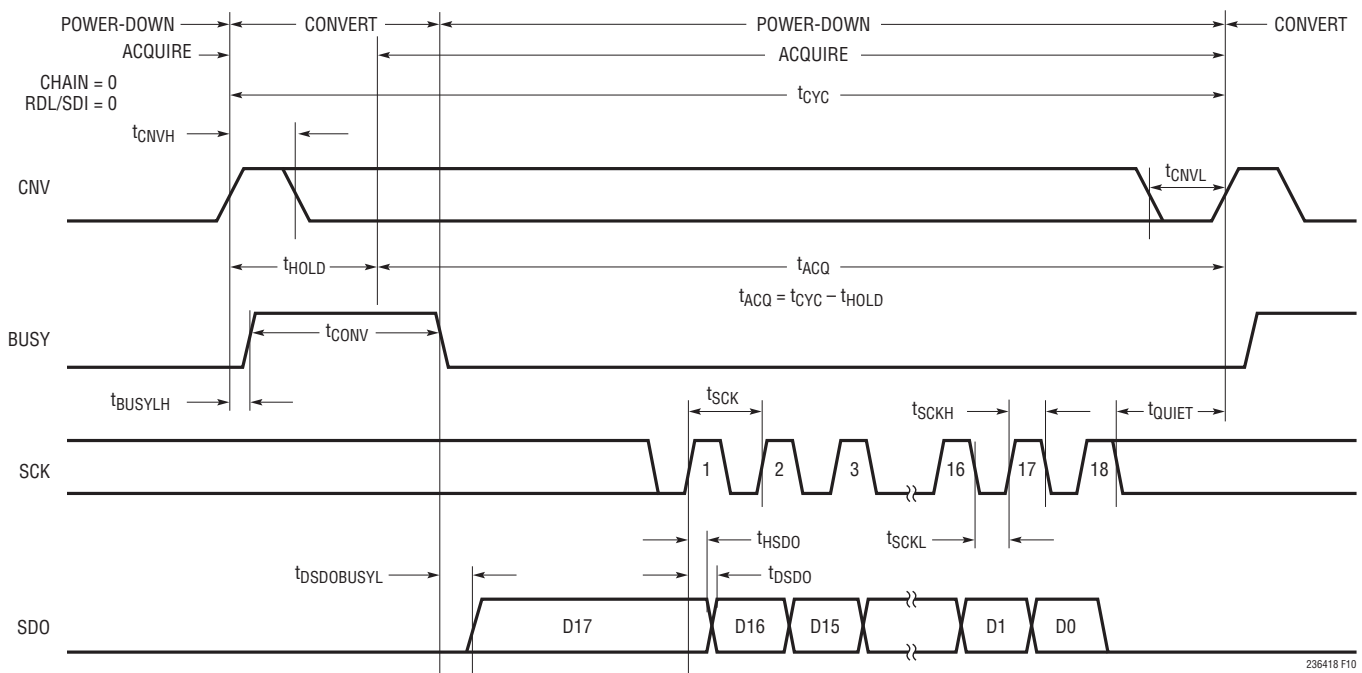 POWER-DOWN CONVERT POWER-DOWN CONVERT
ACQUIRE ACQUIRE
CHAIN = 0
RDL/SDI = 0
tCYC
tCNVH
CNV
tCNVL
tHOLD tACQ
tACQ = tCYC – tHOLD
BUSY
tCONV
tBUSYLH
tSCK
tSCKH
tQUIET
SCK
1 2 3 16 17 18
tHSDO
tSCKL
tDSDOBUSYL
tDSDO
SDO
D17 D16 D15 D1 D0
236418 F10